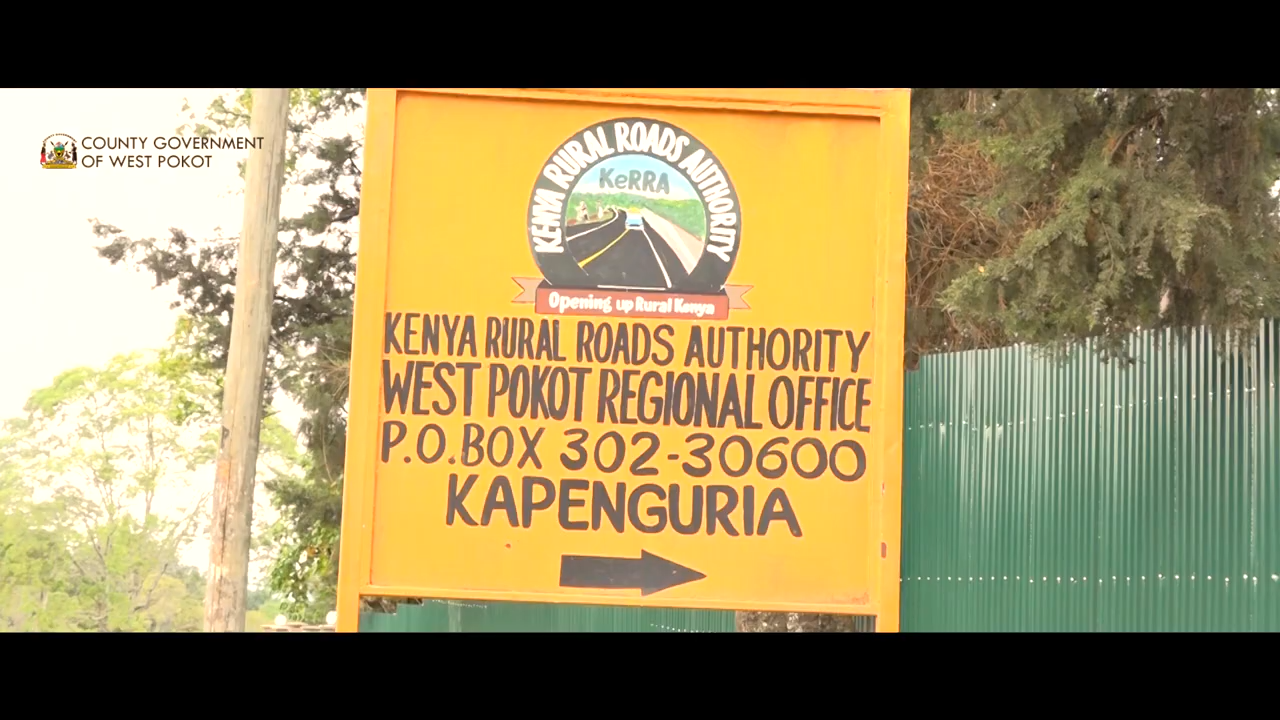 COUNTY GOVERNMENT
OF WEST POKOT
KENYA RURAL ROADS AUTHORITY
KeRRA
Opening up Rural Kenya
KENYA RURAL ROADS AUTHORITY
WEST POKOT REGIONAL OFFICE
P.O.BOX 302-30600
KAPENGURIA